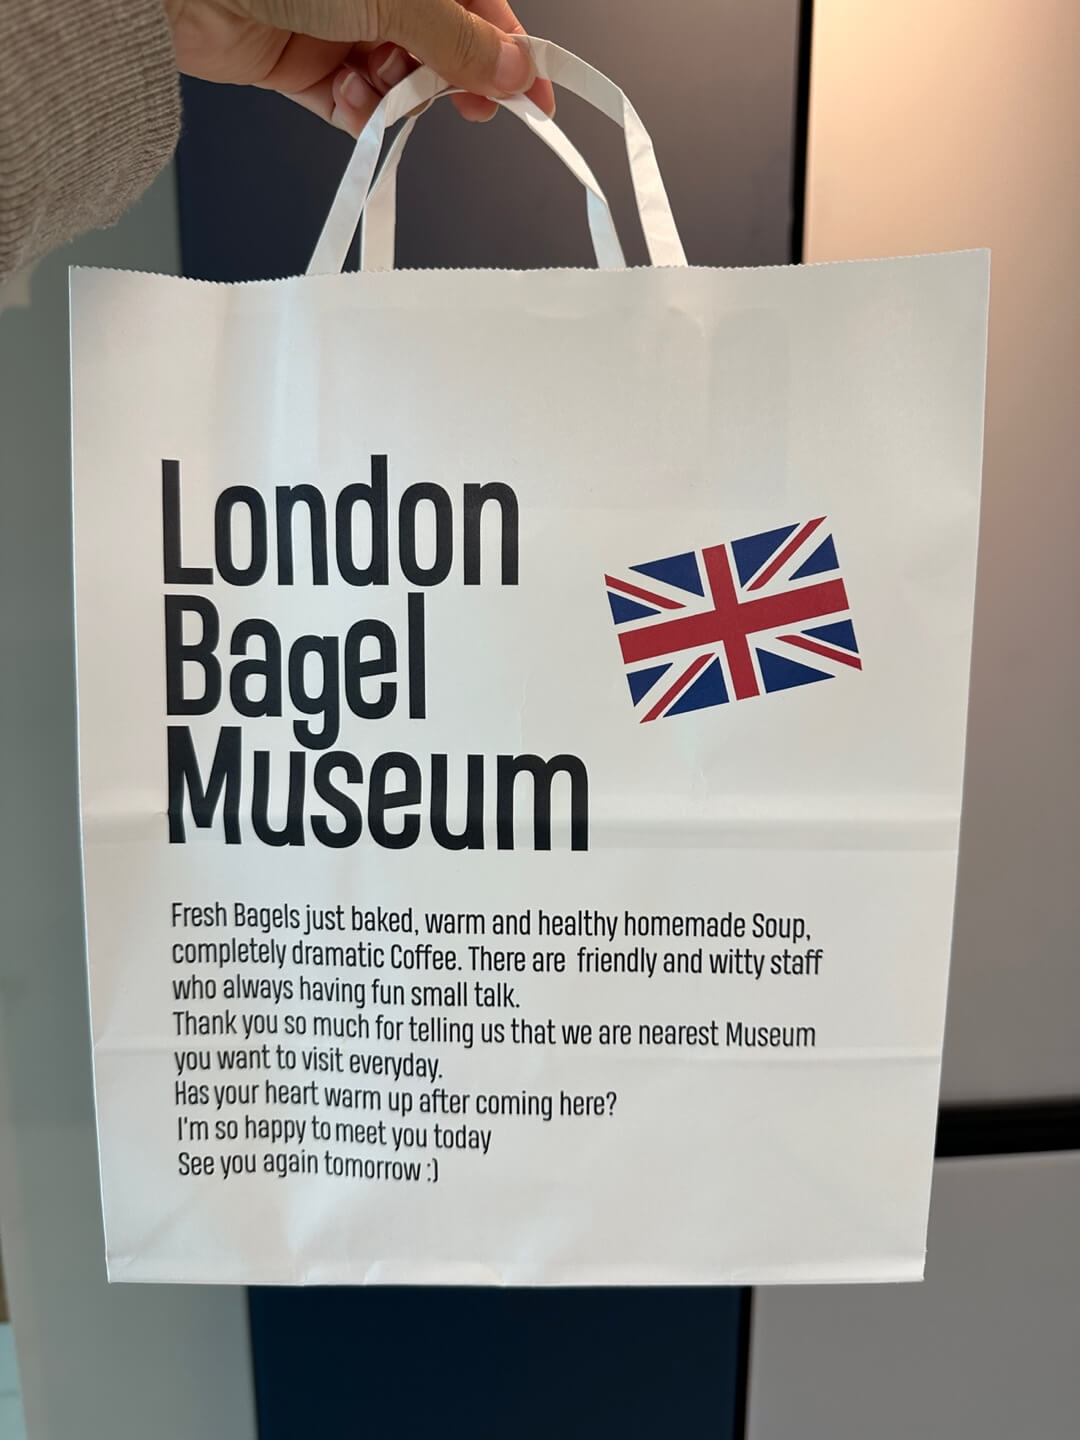 London
Bagel
Museum
Fresh Bagels just baked, warm and healthy homemade Soup,
completely dramatic Coffee. There are friendly and witty staff
who always having fun small talk.
Thank you so much for telling us that we are nearest Museum
you want to visit everyday.
Has your heart warm up after coming here?
I'm so happy to meet you today
See you again tomorrow :)